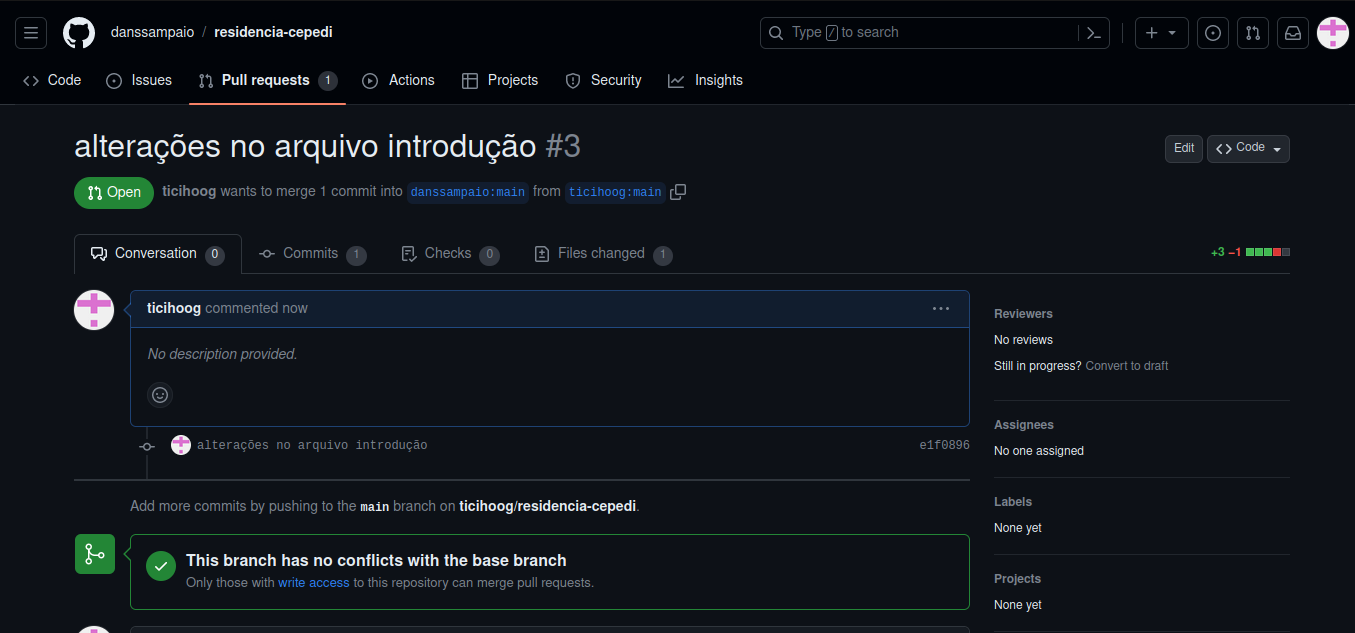 danssampaio / residencia-cepedi
Type / to search
Code Issues Pull requests 1 Actions Projects Security Insights
alterações no arquivo introdução #3
Edit Code
Open ticihoog wants to merge 1 commit into danssampaio:main from ticihoog:main
Conversation 0 Commits 1 Checks 0 Files changed 1
+3 −1
ticihoog commented now
No description provided.
alterações no arquivo introdução e1f0896
Add more commits by pushing to the main branch on ticihoog/residencia-cepedi.
This branch has no conflicts with the base branch
Only those with write access to this repository can merge pull requests.
Reviewers
No reviews
Still in progress? Convert to draft
Assignees
No one assigned
Labels
None yet
Projects
None yet